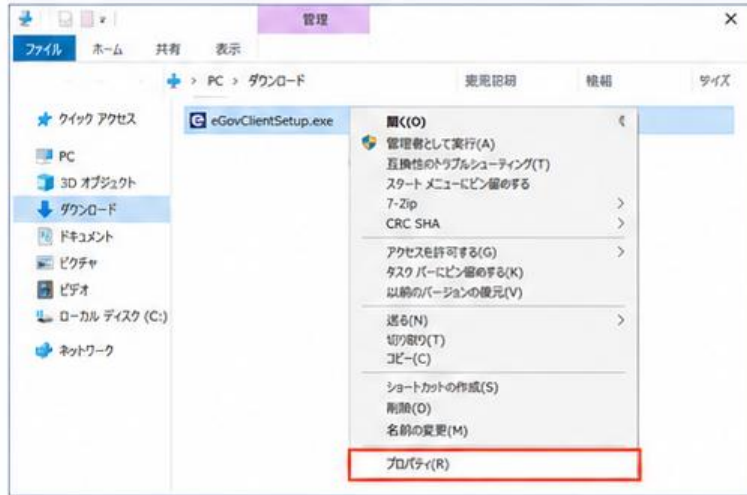 管理
ファイル ホーム 共有 表示
PC > ダウンロード
クイック アクセス
eGovClientSetup.exe
PC
3D オブジェクト
ダウンロード
ドキュメント
ピクチャ
ビデオ
ローカル ディスク (C:)
ネットワーク
開く(O)
管理者として実行(A)
互換性のトラブルシューティング(T)
スタート メニューにピン留めする
7-Zip
CRC SHA
アクセスを許可する(G)
タスク バーにピン留めする(K)
以前のバージョンの復元(V)
送る(N)
切り取り(T)
コピー(C)
ショートカットの作成(S)
削除(D)
名前の変更(M)
プロパティ(R)